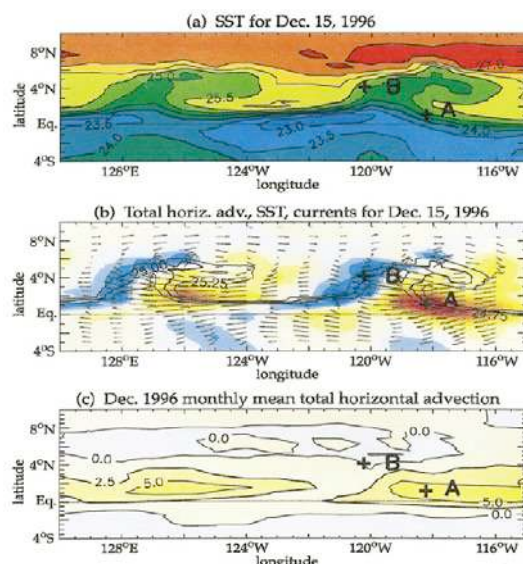 (a) SST for Dec. 15, 1996
8°N
4°N
Eq.
4°S
latitude
25.0
25.5
27.0
23.5
24.0
23.0
23.5
24.0
B
A
128°E
124°W
120°W
116°W
longitude
(b) Total horiz. adv., SST, currents for Dec. 15, 1996
8°N
4°N
Eq.
4°S
latitude
25.00
25.25
24.75
B
A
128°E
124°W
120°W
116°W
longitude
(c) Dec. 1996 monthly mean total horizontal advection
8°N
4°N
Eq.
4°S
latitude
0.0
0.0
0.0
2.5
5.0
5.0
0.0
B
A
128°E
124°W
120°W
116°W
longitude